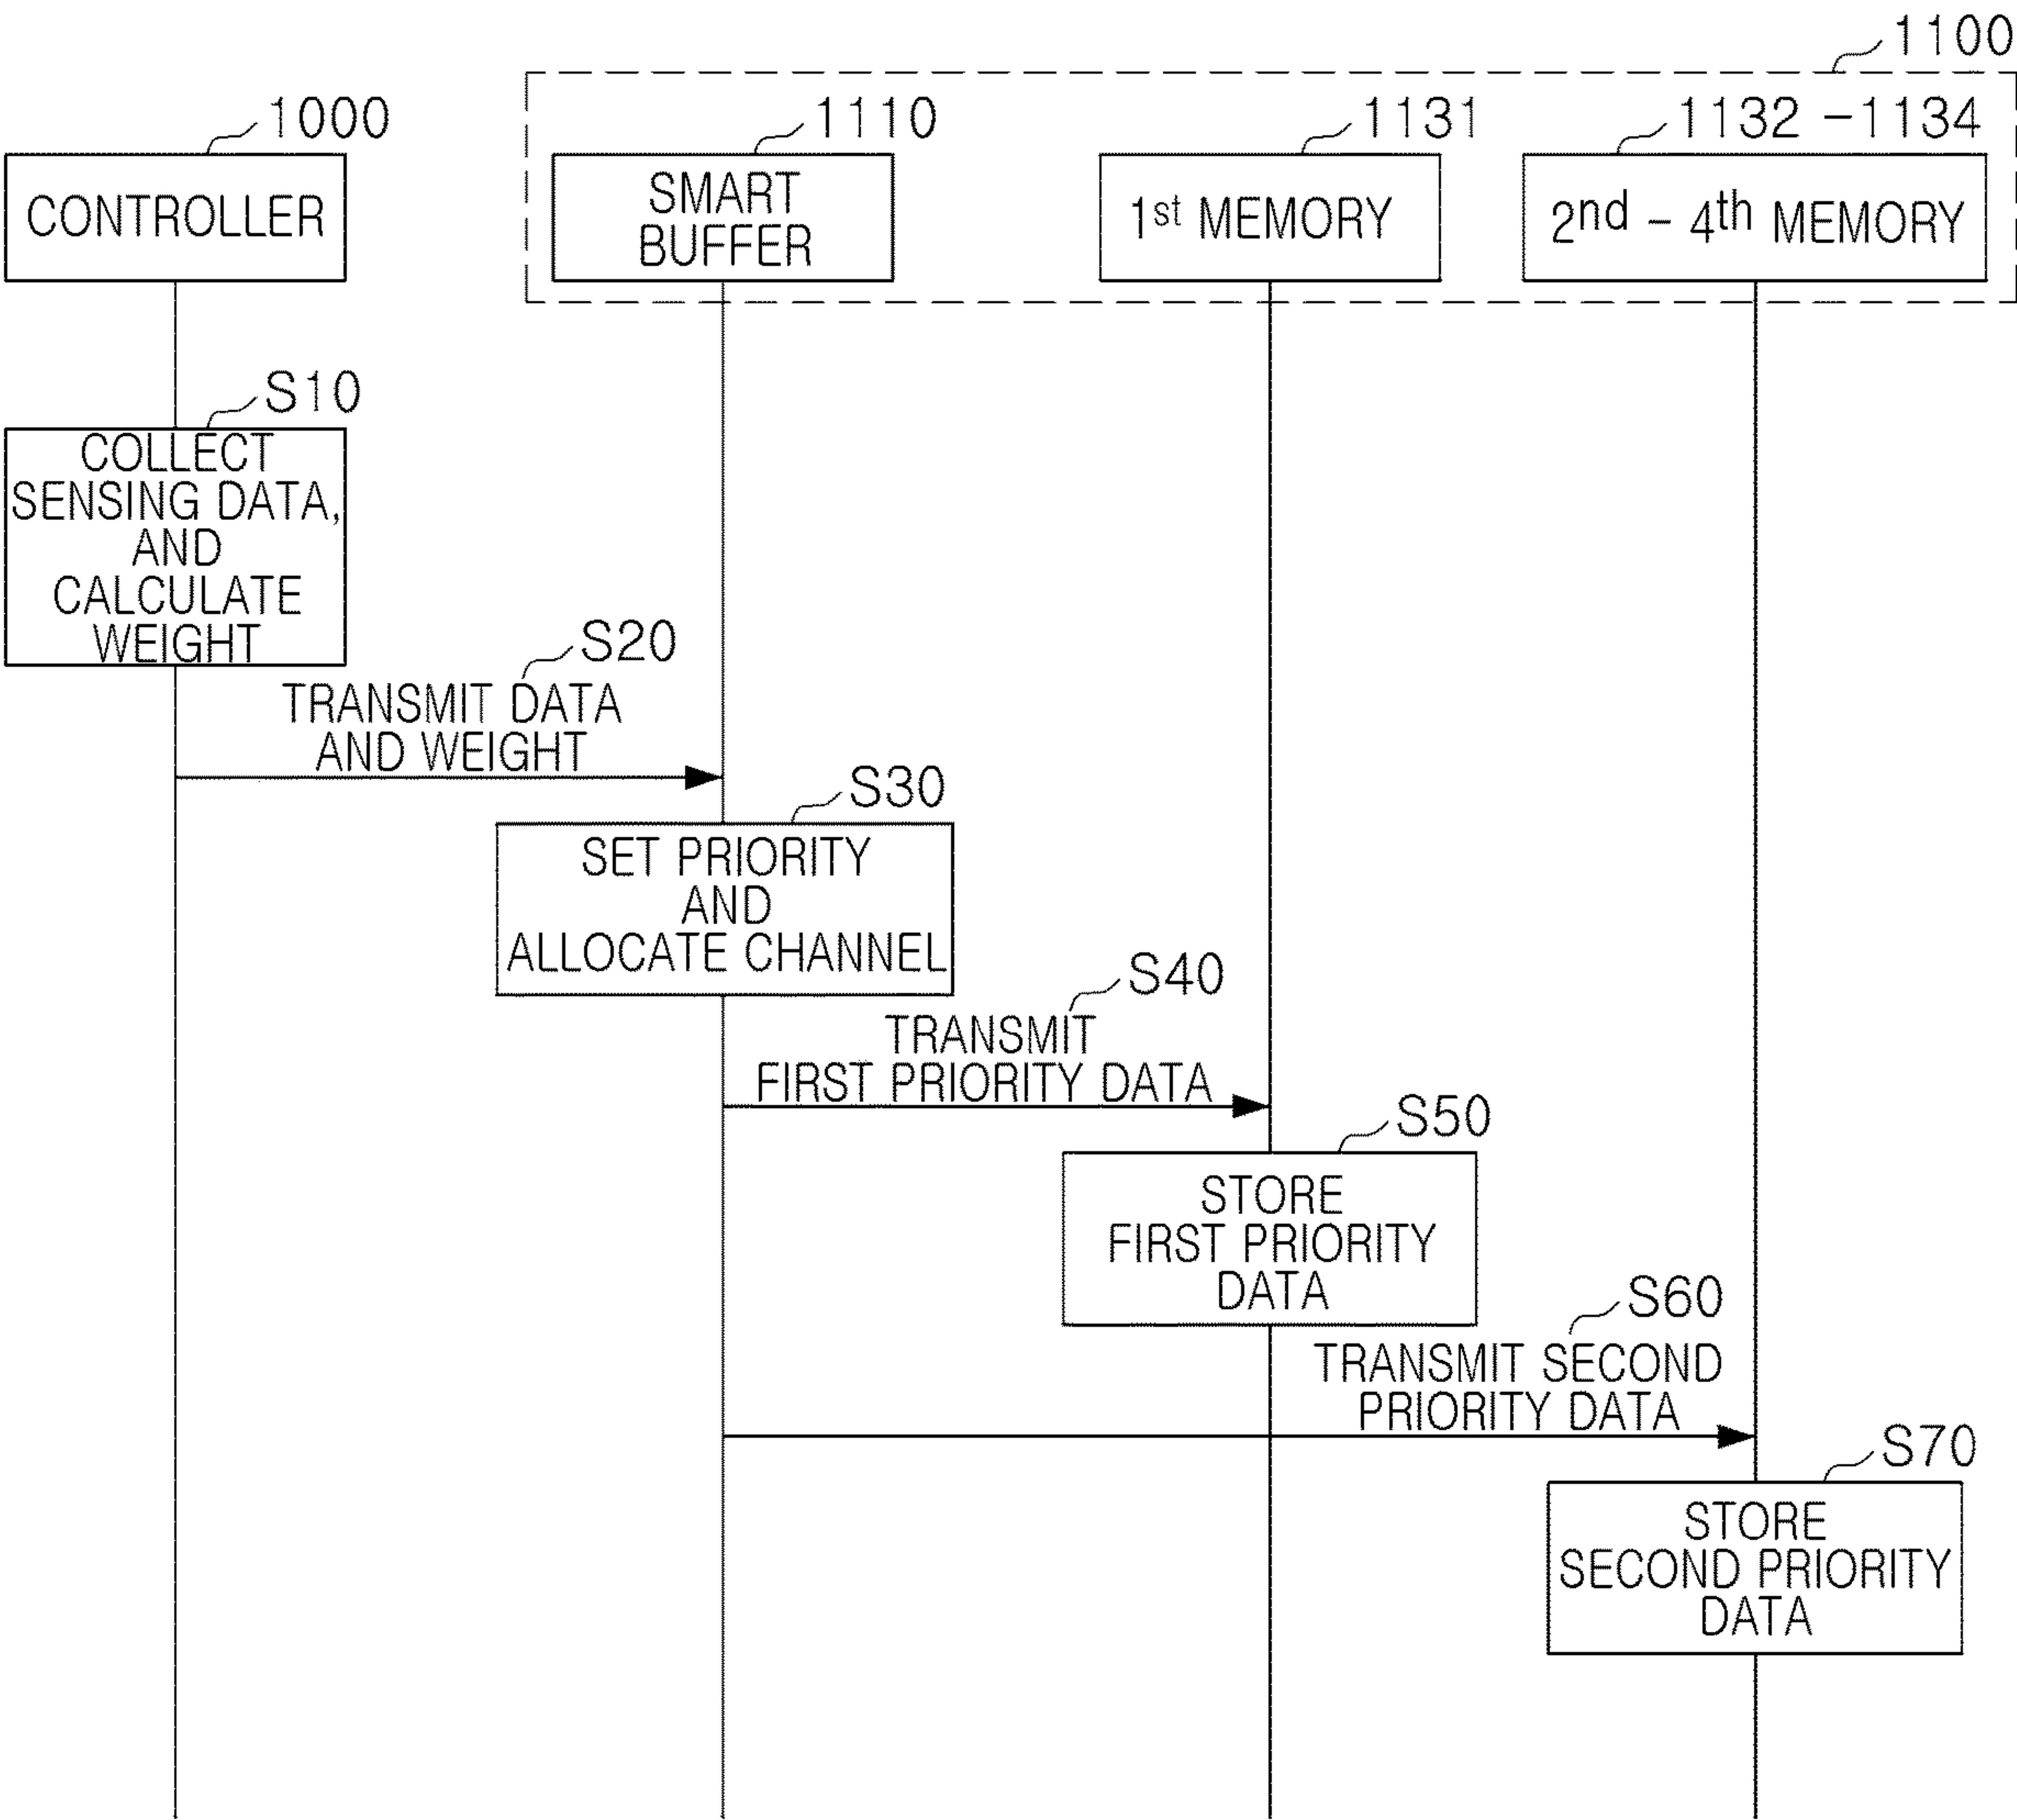 1100
1000
1110
1131
1132 -1134
CONTROLLER
SMART
BUFFER
1st MEMORY
2nd - 4th MEMORY
S10
COLLECT
SENSING DATA,
AND
CALCULATE
WEIGHT
S20
TRANSMIT DATA
AND WEIGHT
S30
SET PRIORITY
AND
ALLOCATE CHANNEL
S40
TRANSMIT
FIRST PRIORITY DATA
S50
STORE
FIRST PRIORITY
DATA
S60
TRANSMIT SECOND
PRIORITY DATA
S70
STORE
SECOND PRIORITY
DATA